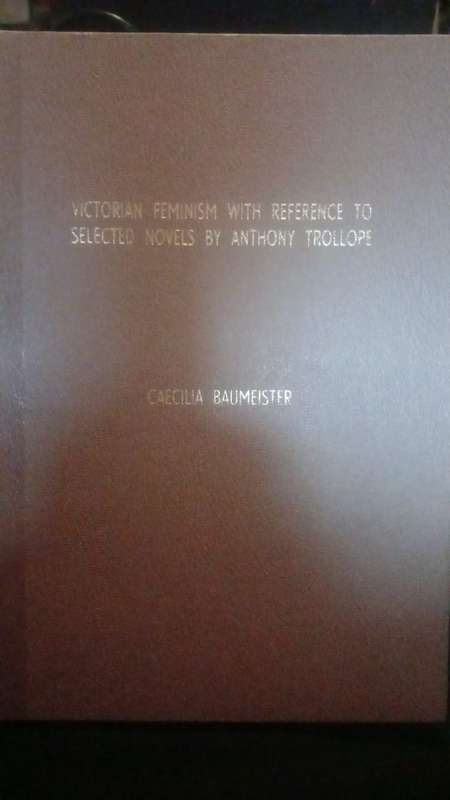 VICTORIAN FEMINISM WITH REFERENCE TO
SELECTED NOVELS BY ANTHONY TROLLOPE
CAECILIA BAUMEISTER